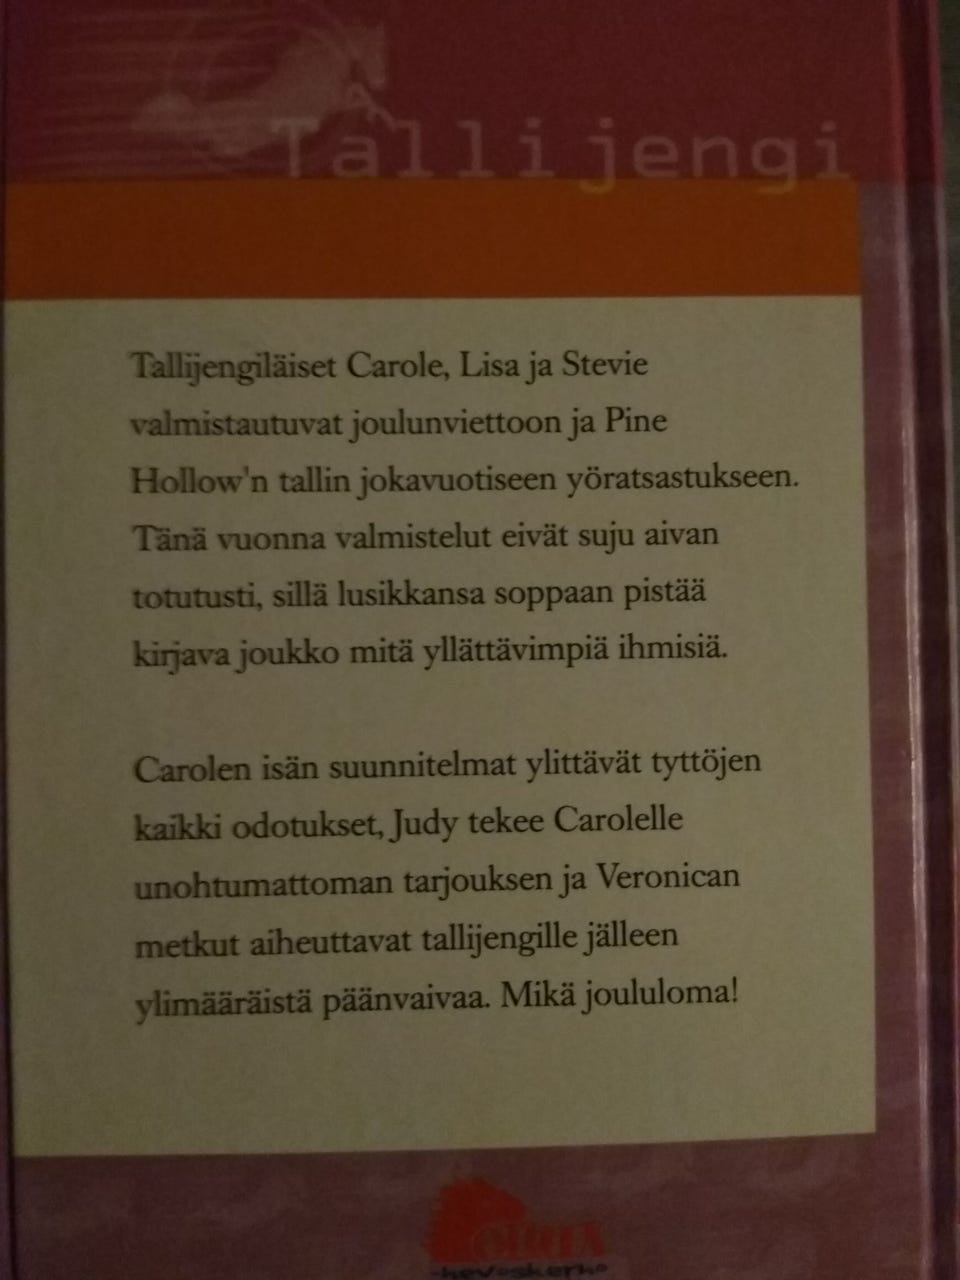 Tallijengi
Tallijengiläiset Carole, Lisa ja Stevie
valmistautuvat joulunviettoon ja Pine
Hollow'n tallin jokavuotiseen yöratsastukseen.
Tänä vuonna valmistelut eivät suju aivan
totutusti, sillä lusikkansa soppaan pistää
kirjava joukko mitä yllättävimpiä ihmisiä.
Carolen isän suunnitelmat ylittävät tyttöjen
kaikki odotukset, Judy tekee Carolelle
unohtumattoman tarjouksen ja Veronican
metkut aiheuttavat tallijengille jälleen
ylimääräistä päänvaivaa. Mikä joululoma!
-hevoskerho